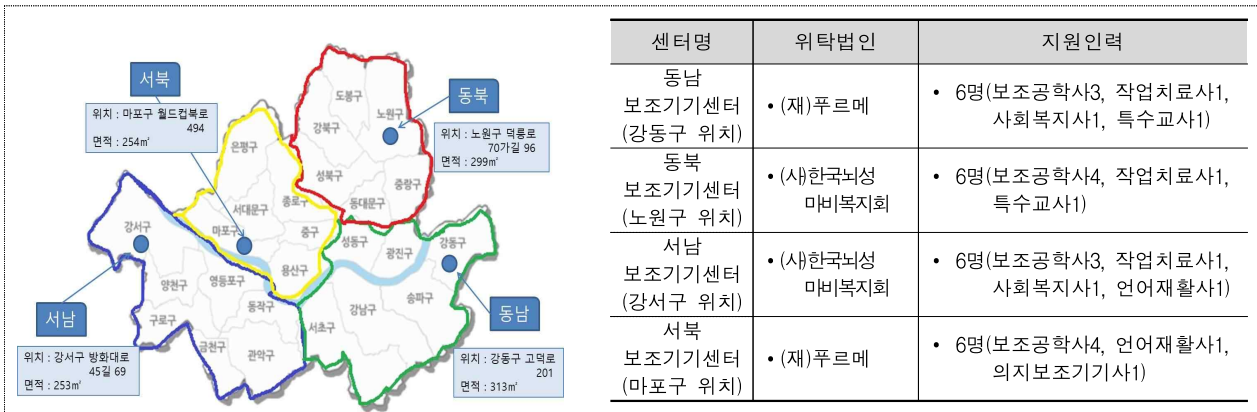 서북
위치 : 마포구 월드컵북로
494
면적 : 254㎡
동북
위치 : 노원구 덕릉로
70가길 96
면적 : 299㎡
도봉구
노원구
강북구
은평구
성북구
중랑구
종로구
동대문구
서대문구
강서구
마포구
중구
성동구
광진구
강동구
용산구
양천구
영등포구
동작구
강남구
송파구
구로구
서초구
금천구
관악구
서남
위치 : 강서구 방화대로
45길 69
면적 : 253㎡
동남
위치 : 강동구 고덕로
201
면적 : 313㎡
센터명 위탁법인 지원인력
동남
보조기기센터
(강동구 위치)
• (재)푸르메
• 6명(보조공학사3, 작업치료사1,
사회복지사1, 특수교사1)
동북
보조기기센터
(노원구 위치)
• (사)한국뇌성
마비복지회
• 6명(보조공학사4, 작업치료사1,
특수교사1)
서남
보조기기센터
(강서구 위치)
• (사)한국뇌성
마비복지회
• 6명(보조공학사3, 작업치료사1,
사회복지사1, 언어재활사1)
서북
보조기기센터
(마포구 위치)
• (재)푸르메
• 6명(보조공학사4, 언어재활사1,
의지보조기기사1)